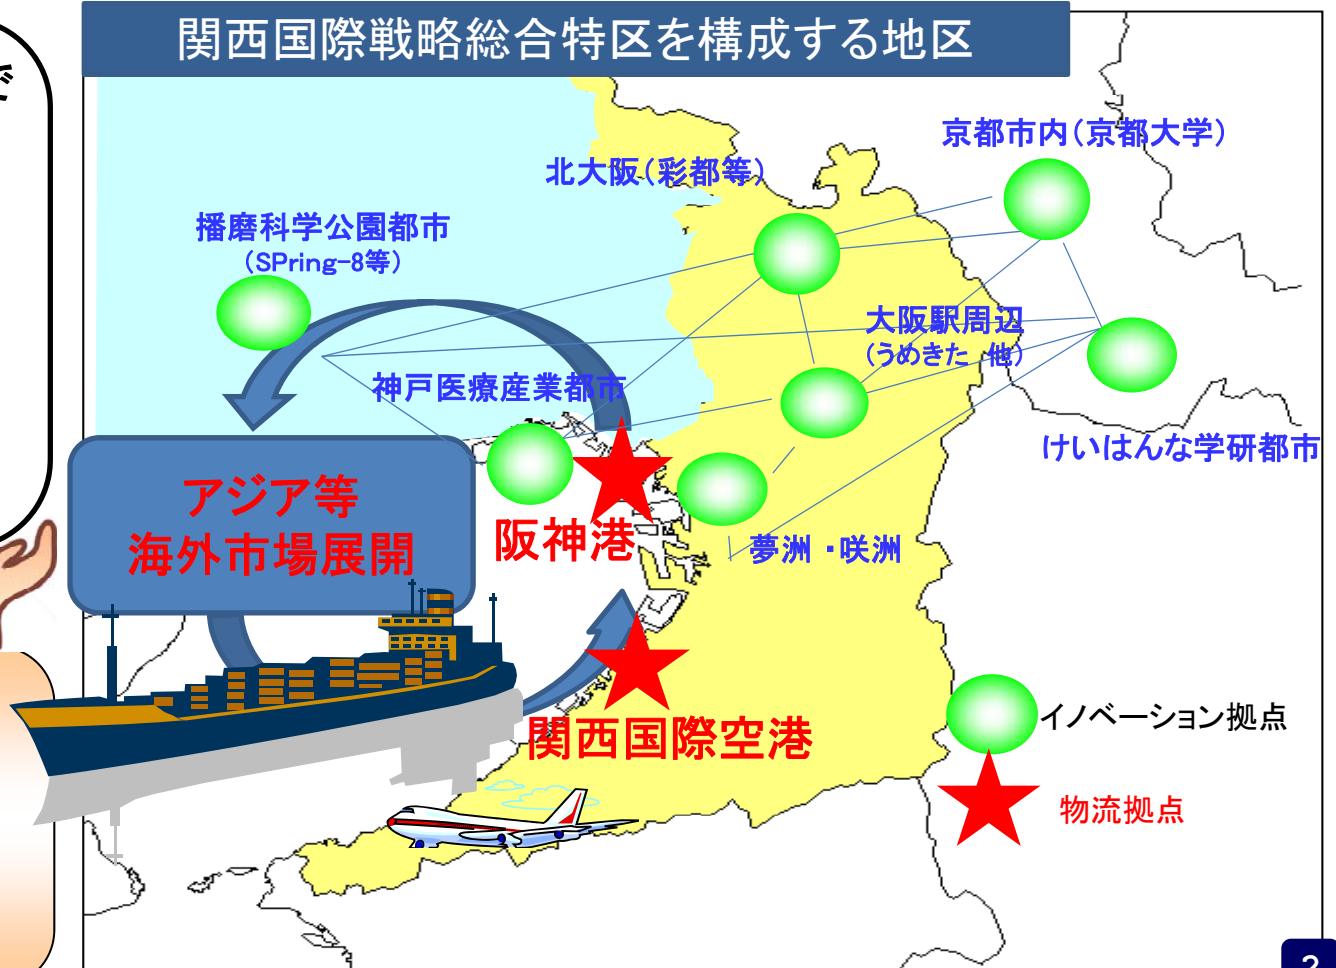 関西国際戦略総合特区を構成する地区
で
京都市内(京都大学)
北大阪(彩都等)
播磨科学公園都市
(SPring-8等)
大阪駅周辺
(うめきた 他)
神戸医療産業都市
けいはんな学研都市
アジア等
海外市場展開
阪神港
夢洲・咲洲
関西国際空港
イノベーション拠点
物流拠点
2